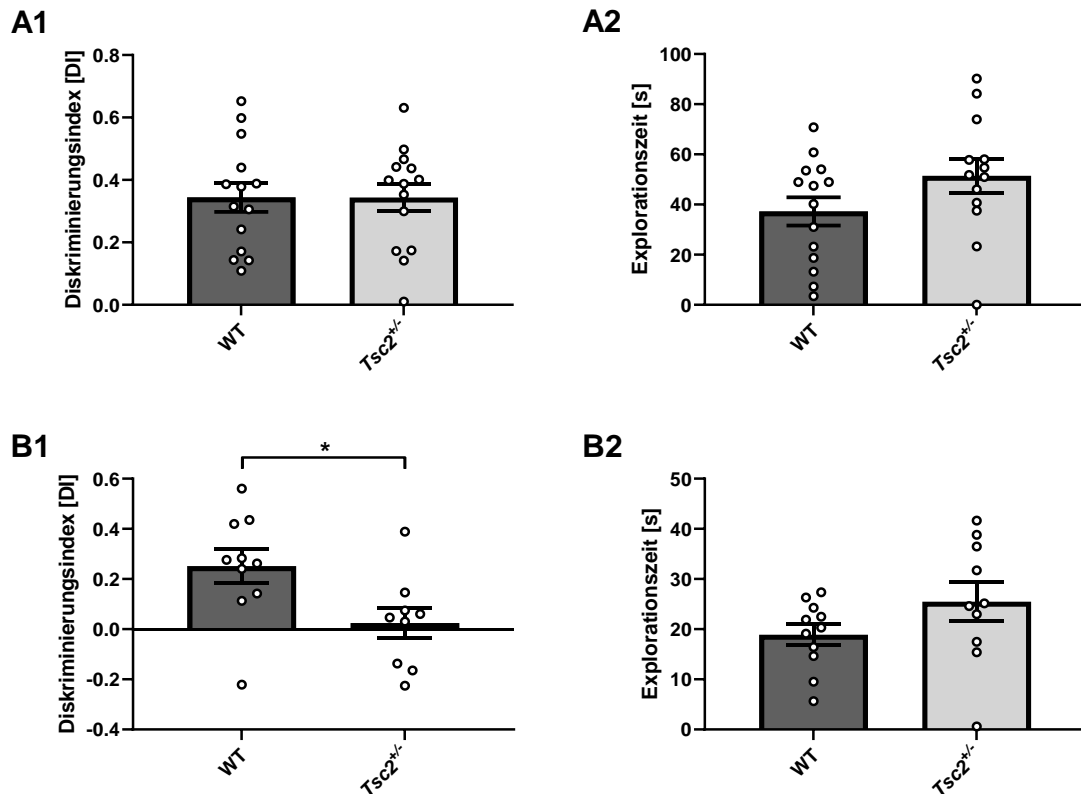 A1
Diskriminierungsindex [DI]
0.8
0.6
0.4
0.2
0.0
WT
Tsc2+/-
A2
Explorationszeit [s]
100
80
60
40
20
0
WT
Tsc2+/-
B1
Diskriminierungsindex [DI]
0.6
0.4
0.2
0.0
-0.2
-0.4
*
WT
Tsc2+/-
B2
Explorationszeit [s]
50
40
30
20
10
0
WT
Tsc2+/-